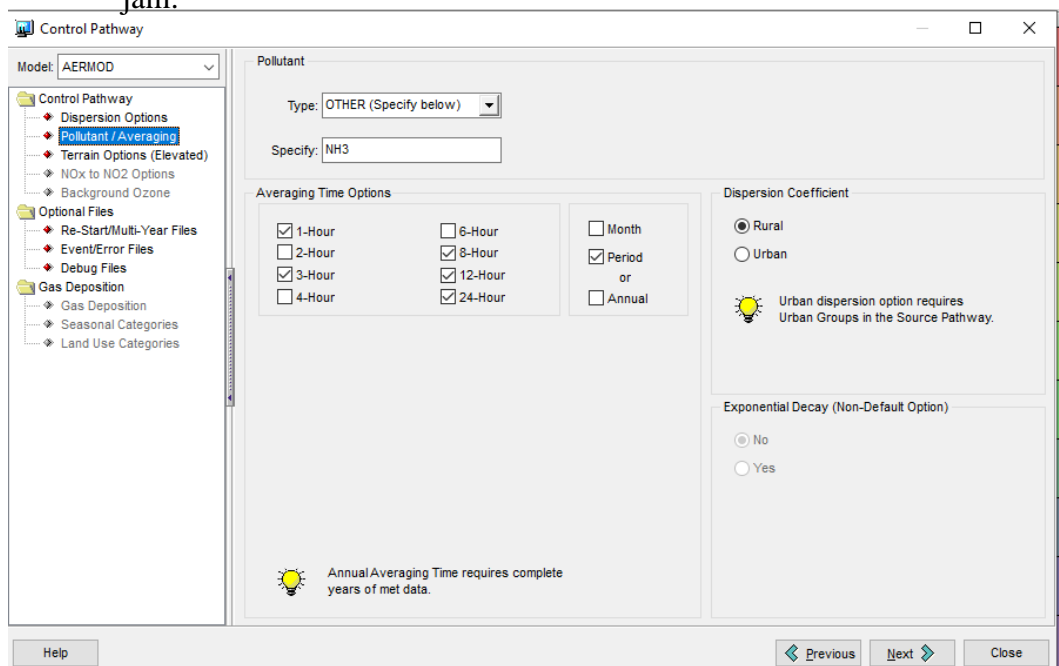 jam.
Control Pathway
Model: AERMOD
Control Pathway
Dispersion Options
Pollutant / Averaging
Terrain Options (Elevated)
NOx to NO2 Options
Background Ozone
Optional Files
Re-Start/Multi-Year Files
Event/Error Files
Debug Files
Gas Deposition
Gas Deposition
Seasonal Categories
Land Use Categories
Pollutant
Type: OTHER (Specify below)
Specify: NH3
Averaging Time Options
1-Hour
2-Hour
3-Hour
4-Hour
6-Hour
8-Hour
12-Hour
24-Hour
Month
Period
or
Annual
Annual Averaging Time requires complete
years of met data.
Dispersion Coefficient
Rural
Urban
Urban dispersion option requires
Urban Groups in the Source Pathway.
Exponential Decay (Non-Default Option)
No
Yes
Help
Previous
Next
Close